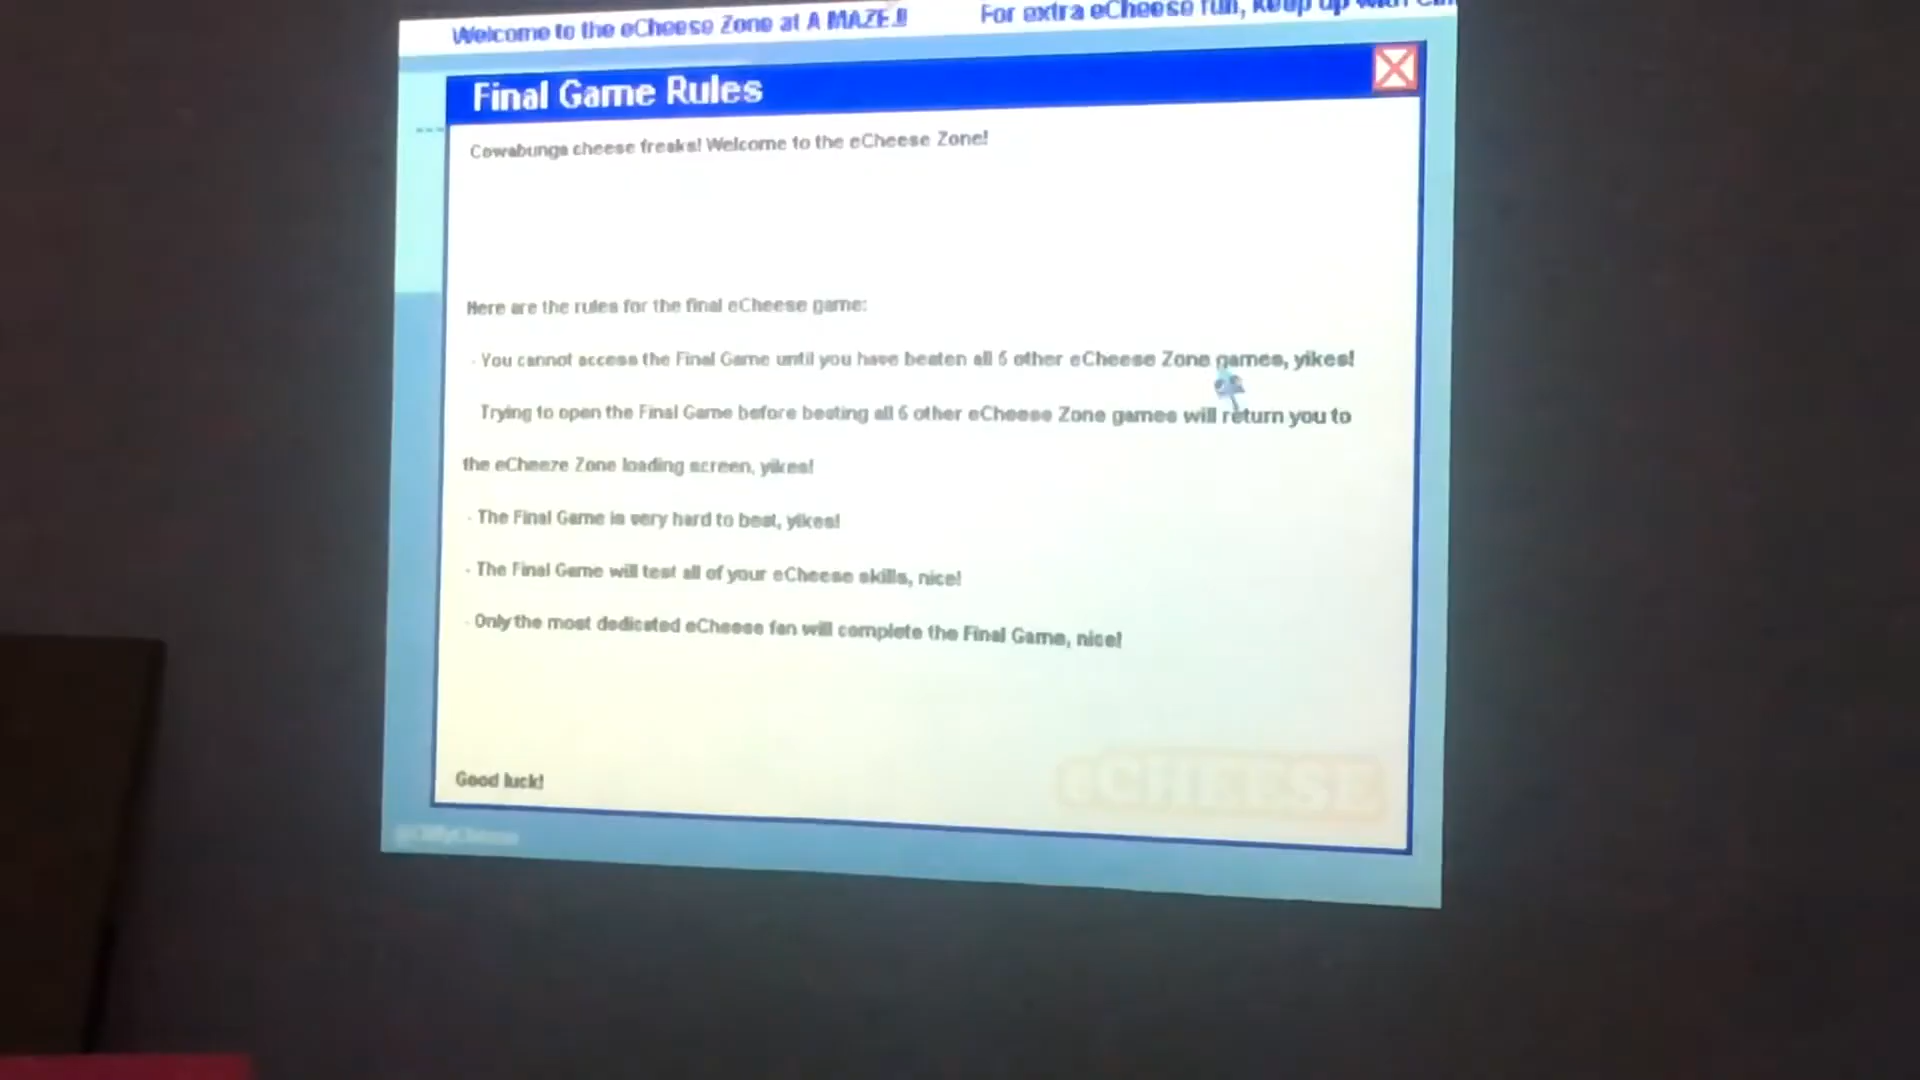 Welcome to the eCheese Zone at A MAZE.!! For extra eCheese fun, keep up with
Final Game Rules
Cowabunga cheese freaks! Welcome to the eCheese Zone!
Here are the rules for the final eCheese game:
- You cannot access the Final Game until you have beaten all 6 other eCheese Zone games, yikes!
Trying to open the Final Game before beating all 6 other eCheese Zone games will return you to
the eCheeze Zone loading screen, yikes!
- The Final Game is very hard to beat, yikes!
- The Final Game will test all of your eCheese skills, nice!
- Only the most dedicated eCheese fan will complete the Final Game, nice!
Good luck!
eCHEESE